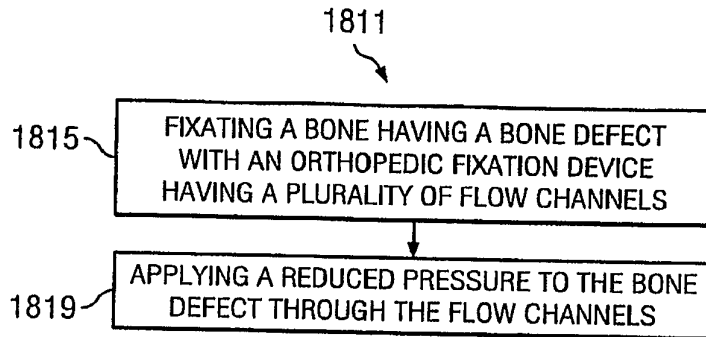 1811
1815
FIXATING A BONE HAVING A BONE DEFECT
WITH AN ORTHOPEDIC FIXATION DEVICE
HAVING A PLURALITY OF FLOW CHANNELS
1819
APPLYING A REDUCED PRESSURE TO THE BONE
DEFECT THROUGH THE FLOW CHANNELS